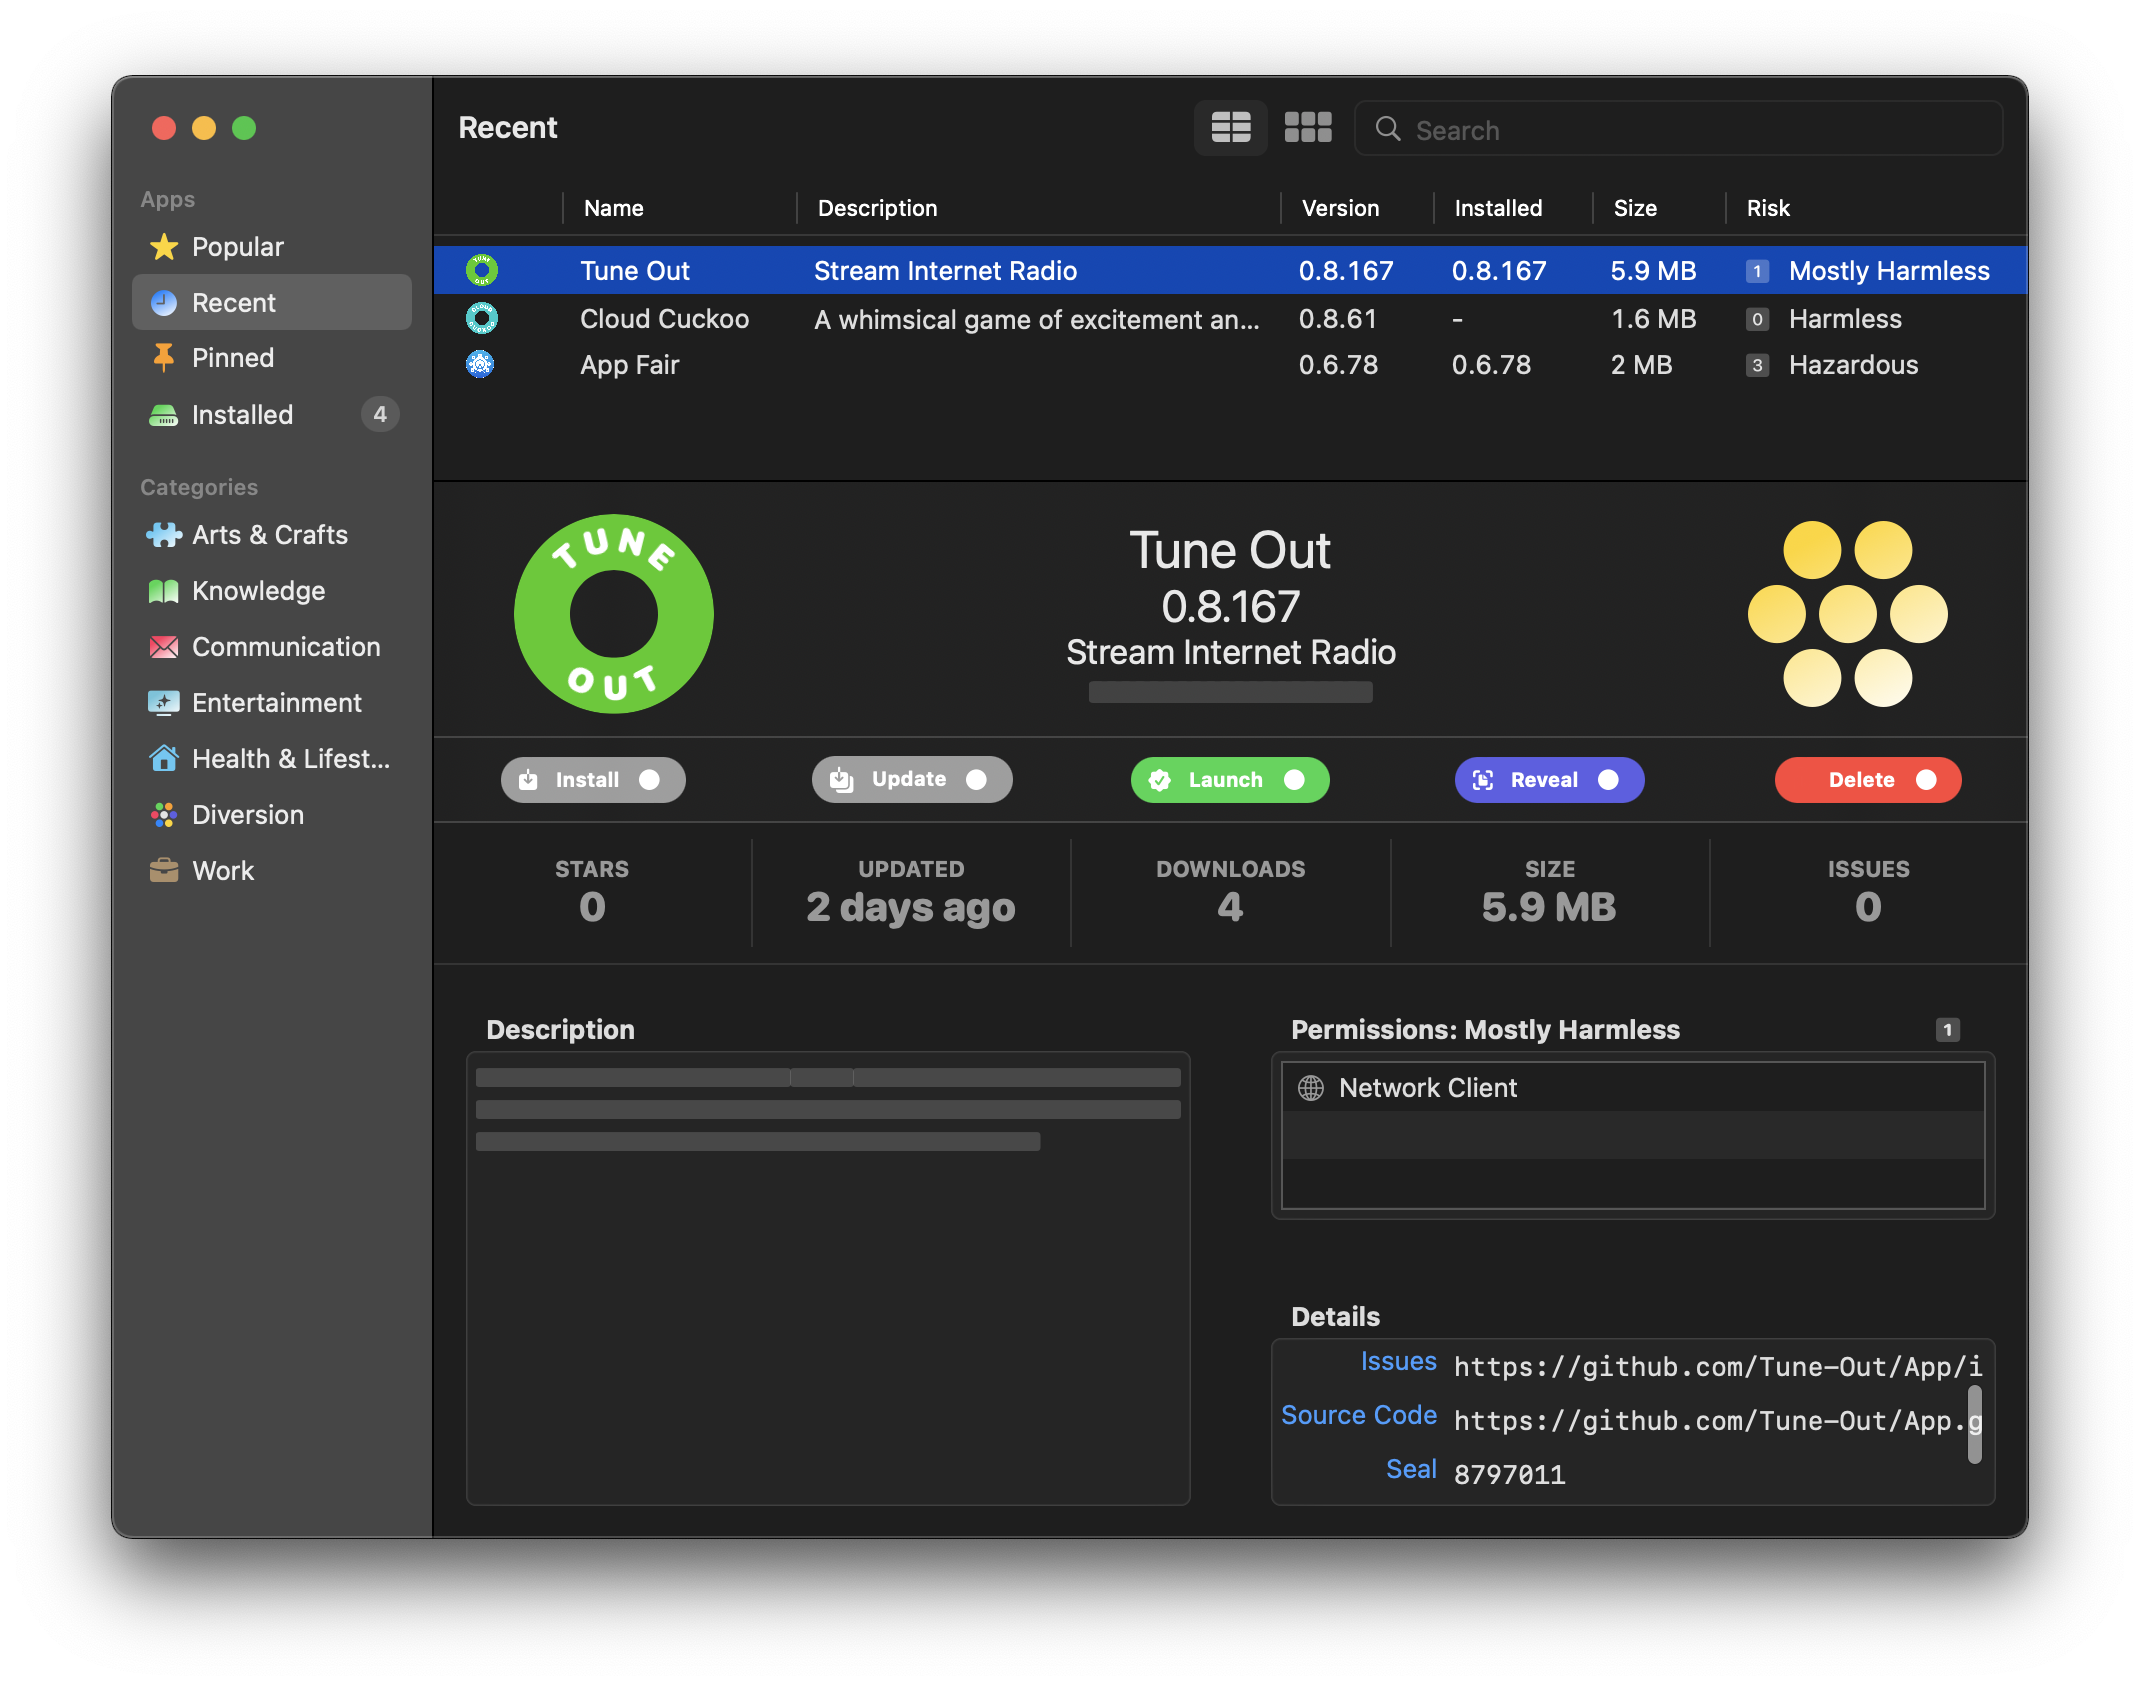 Recent
Search
Apps
Popular
Recent
Pinned
Installed 4
Categories
Arts & Crafts
Knowledge
Communication
Entertainment
Health & Lifest...
Diversion
Work
Name Description Version Installed Size Risk
Tune Out Stream Internet Radio 0.8.167 0.8.167 5.9 MB 1 Mostly Harmless
Cloud Cuckoo A whimsical game of excitement an... 0.8.61 - 1.6 MB 0 Harmless
App Fair 0.6.78 0.6.78 2 MB 3 Hazardous
TUNE
OUT
Tune Out
0.8.167
Stream Internet Radio
Install Update Launch Reveal Delete
STARS UPDATED DOWNLOADS SIZE ISSUES
0 2 days ago 4 5.9 MB 0
Description
Permissions: Mostly Harmless 1
Network Client
Details
Issues https://github.com/Tune-Out/App/i
Source Code https://github.com/Tune-Out/App.g
Seal 8797011